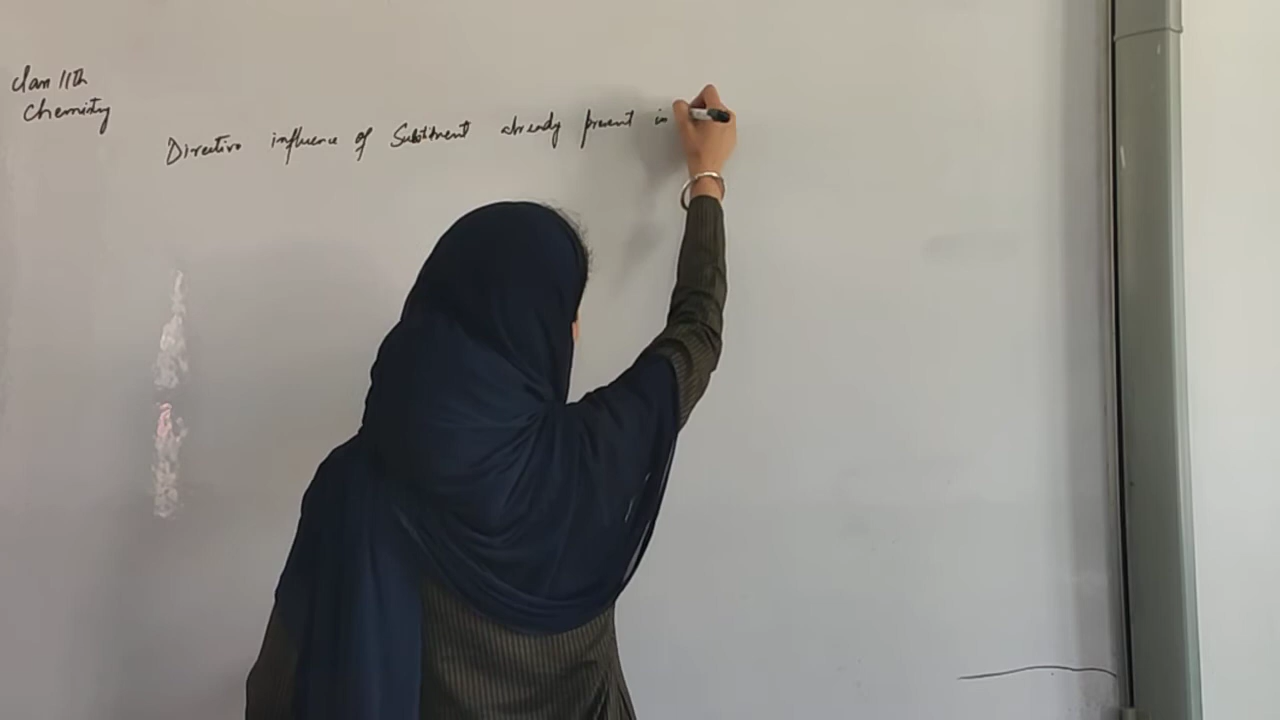 Class 11th
Chemistry
Directive influence of Substituent already present in